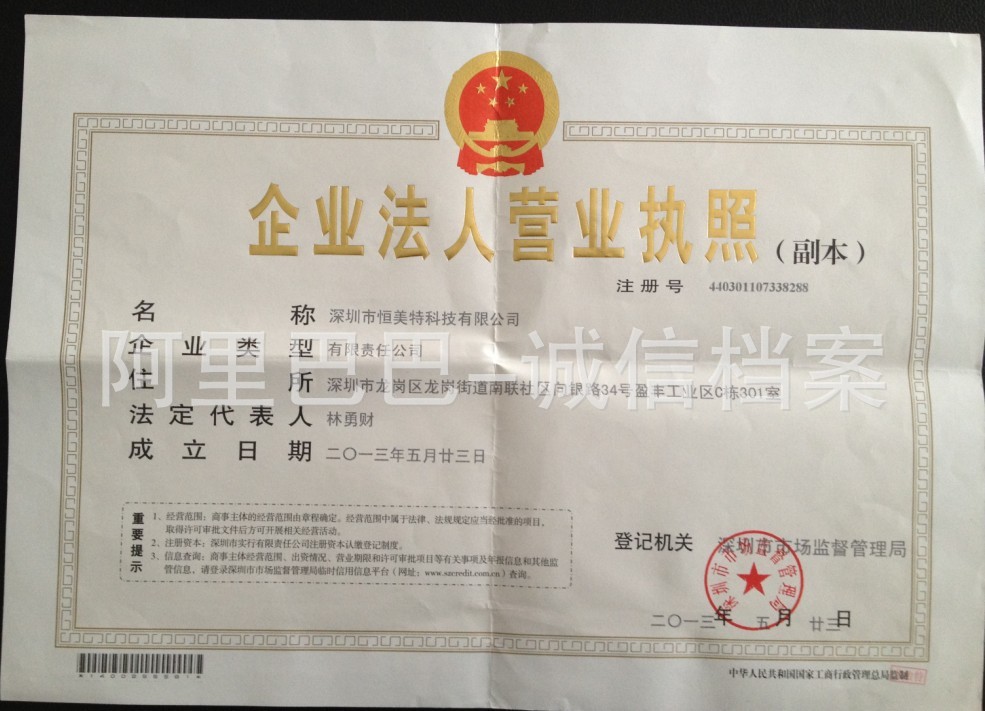 企业法人营业执照
（副本）
注册号 440301107338288
名称 深圳市恒美特科技有限公司
企业类型 有限责任公司
住所 深圳市龙岗区龙岗街道南联社区向银路34号盈丰工业区C栋301室
法定代表人 林勇财
成立日期 二〇一三年五月廿三日
阿里巴巴-诚信档案
重要提示
1、经营范围：商事主体的经营范围由章程确定。经营范围中属于法律、法规规定应当经批准的项目，
取得许可审批文件后方可开展相关经营活动。
2、注册资本：深圳市实行有限责任公司注册资本认缴登记制度。
3、信息查询：商事主体经营范围、出资情况、营业期限和许可审批项目等有关事项及年报信息和其他监
管信息，请登录深圳市市场监督管理局临时信用信息平台（网址：www.szcredit.com.cn）查询。
登记机关 深圳市市场监督管理局
深圳市市场监督管理局
二〇一三年 五月 廿三日
中华人民共和国国家工商行政管理总局监制